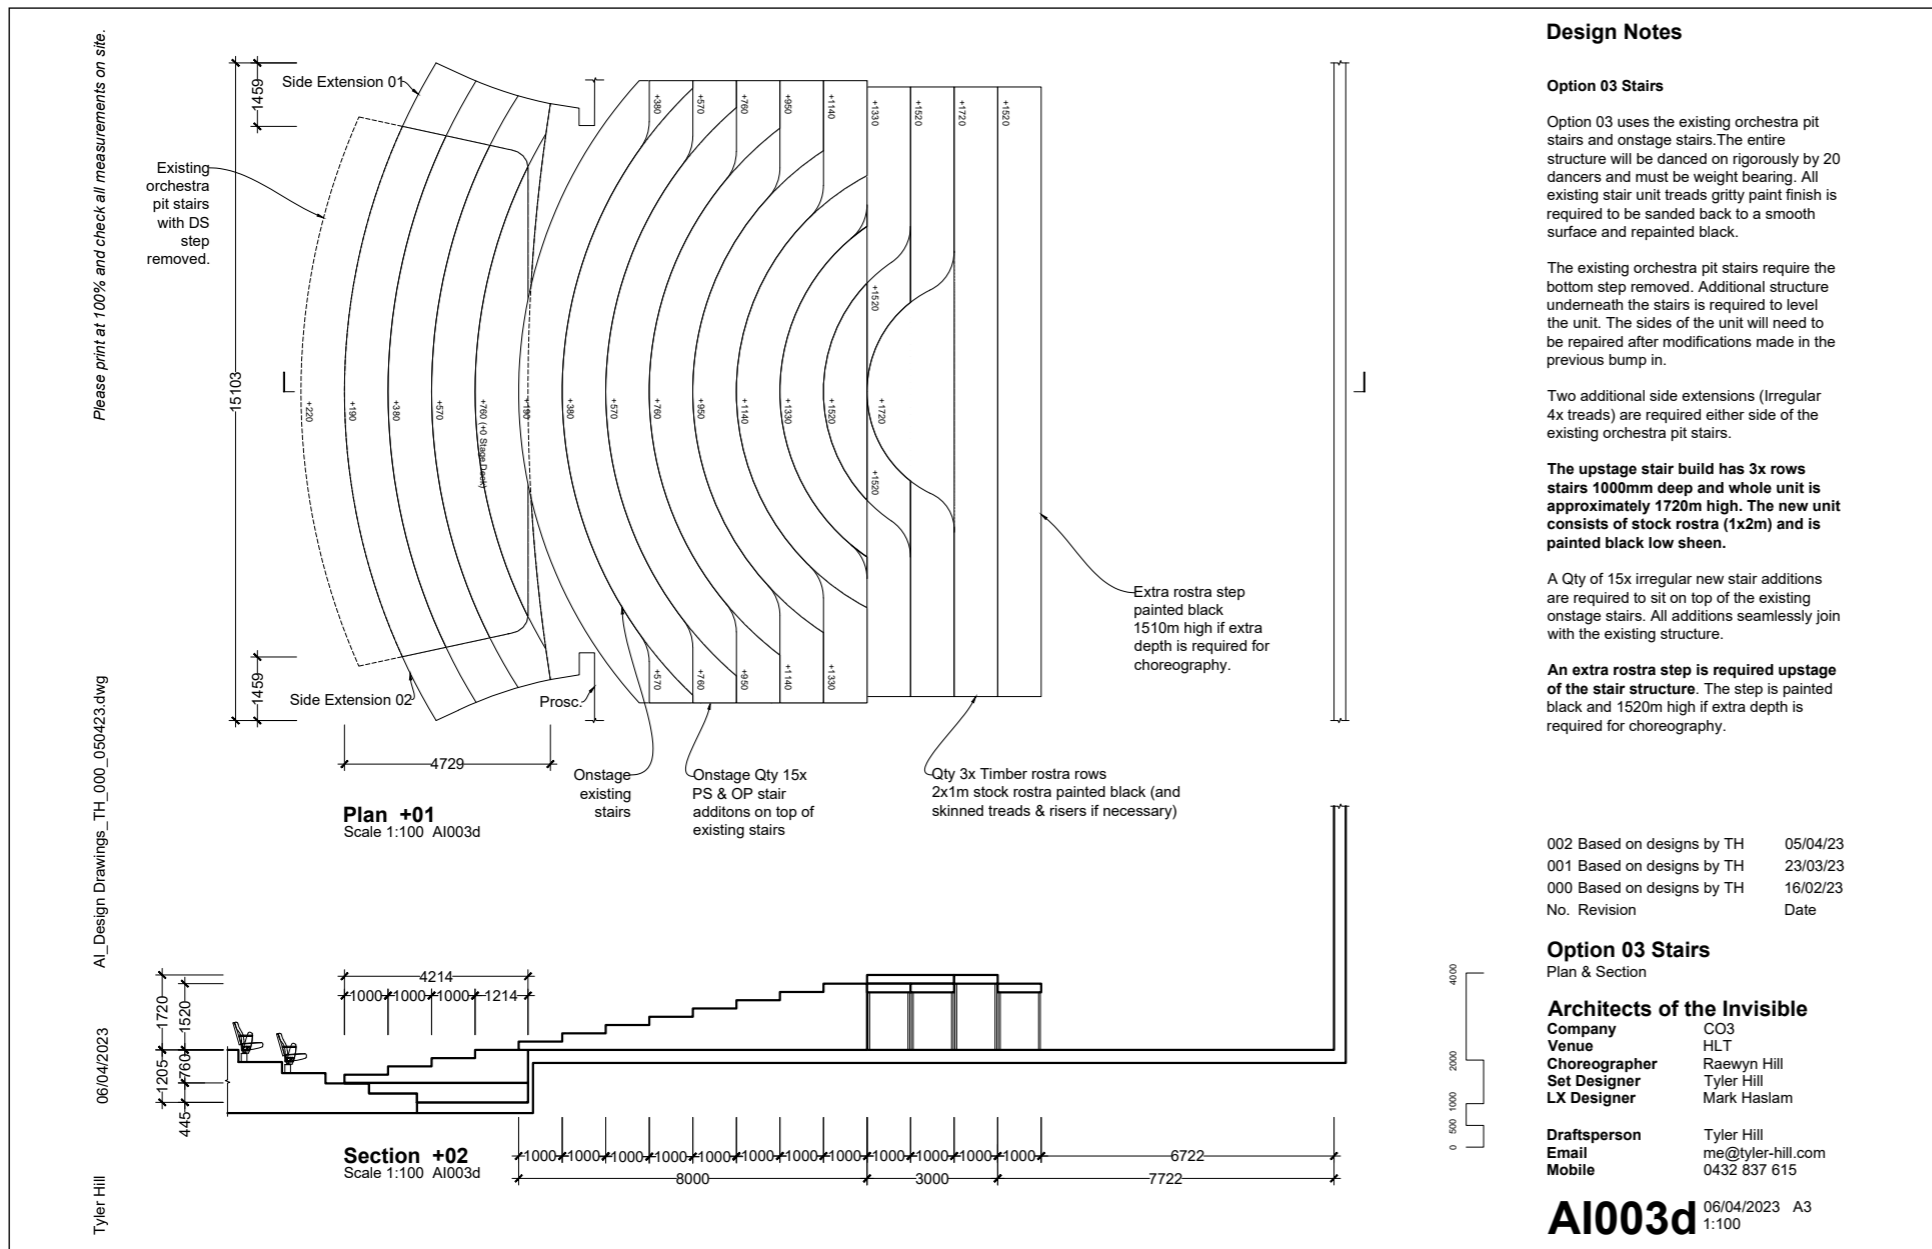 Please print at 100% and check all measurements on site.
AI_Design Drawings_TH_000_050423.dwg
06/04/2023
Tyler Hill
Side Extension 01
1459
15103
1459
Existing
orchestra
pit stairs
with DS
step
removed.
Side Extension 02
Prosc.
4729
+220
+190
+380
+570
+760 (+0 Stage Deck)
+190
+380
+570
+760
+950
+1140
+1330
+1520
+1720
+380
+570
+760
+950
+1140
+1330
+1520
+1720
+1520
+1520
+1520
+570
+760
+950
+1140
+1330
Onstage
existing
stairs
Onstage Qty 15x
PS & OP stair
additons on top of
existing stairs
Qty 3x Timber rostra rows
2x1m stock rostra painted black (and
skinned treads & risers if necessary)
Extra rostra step
painted black
1510m high if extra
depth is required for
choreography.
Plan +01
Scale 1:100 AI003d
4214
1000 1000 1000 1214
1720
1520
1205
760
445
Section +02
Scale 1:100 AI003d
1000 1000 1000 1000 1000 1000 1000 1000 1000 1000 1000 1000 6722
8000 3000 7722
Design Notes
Option 03 Stairs
Option 03 uses the existing orchestra pit
stairs and onstage stairs.The entire
structure will be danced on rigorously by 20
dancers and must be weight bearing. All
existing stair unit treads gritty paint finish is
required to be sanded back to a smooth
surface and repainted black.
The existing orchestra pit stairs require the
bottom step removed. Additional structure
underneath the stairs is required to level
the unit. The sides of the unit will need to
be repaired after modifications made in the
previous bump in.
Two additional side extensions (Irregular
4x treads) are required either side of the
existing orchestra pit stairs.
The upstage stair build has 3x rows
stairs 1000mm deep and whole unit is
approximately 1720m high. The new unit
consists of stock rostra (1x2m) and is
painted black low sheen.
A Qty of 15x irregular new stair additions
are required to sit on top of the existing
onstage stairs. All additions seamlessly join
with the existing structure.
An extra rostra step is required upstage
of the stair structure. The step is painted
black and 1520m high if extra depth is
required for choreography.
002 Based on designs by TH 05/04/23
001 Based on designs by TH 23/03/23
000 Based on designs by TH 16/02/23
No. Revision Date
Option 03 Stairs
Plan & Section
4000
2000
1000
500
0
Architects of the Invisible
Company CO3
Venue HLT
Choreographer Raewyn Hill
Set Designer Tyler Hill
LX Designer Mark Haslam
Draftsperson Tyler Hill
Email me@tyler-hill.com
Mobile 0432 837 615
AI003d 06/04/2023 A3
1:100